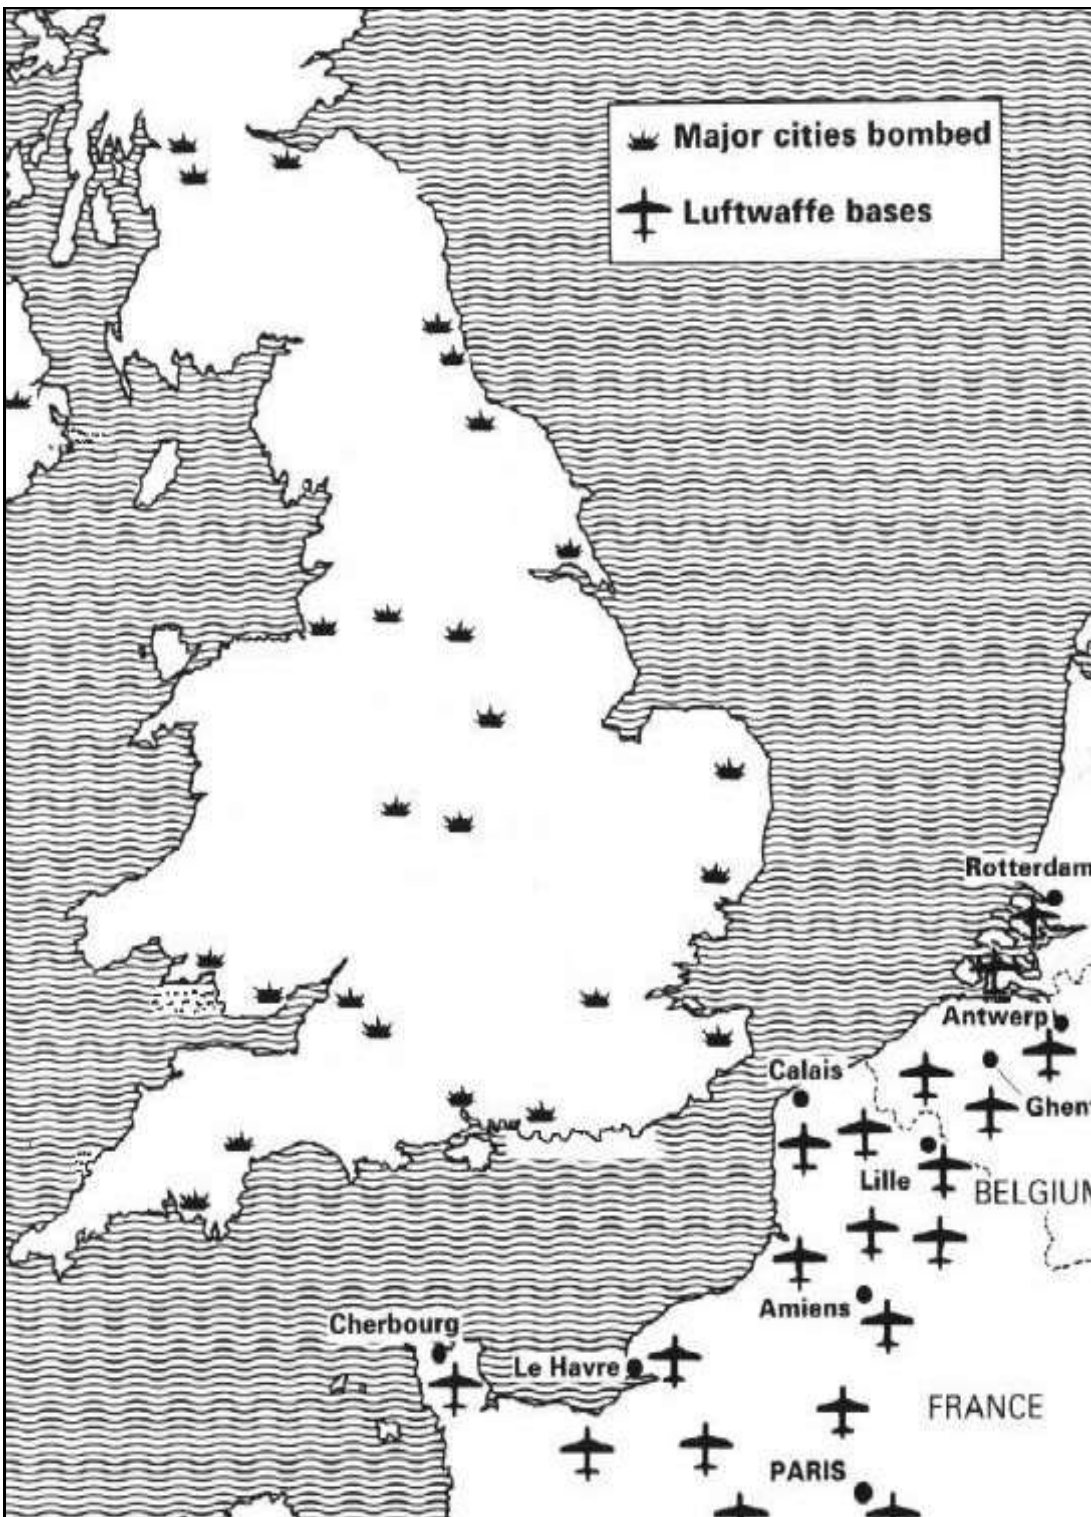 Major cities bombed
Luftwaffe bases
Rotterdam
Antwerp
Calais
Ghent
Lille
BELGIUM
Amiens
Cherbourg
Le Havre
FRANCE
PARIS